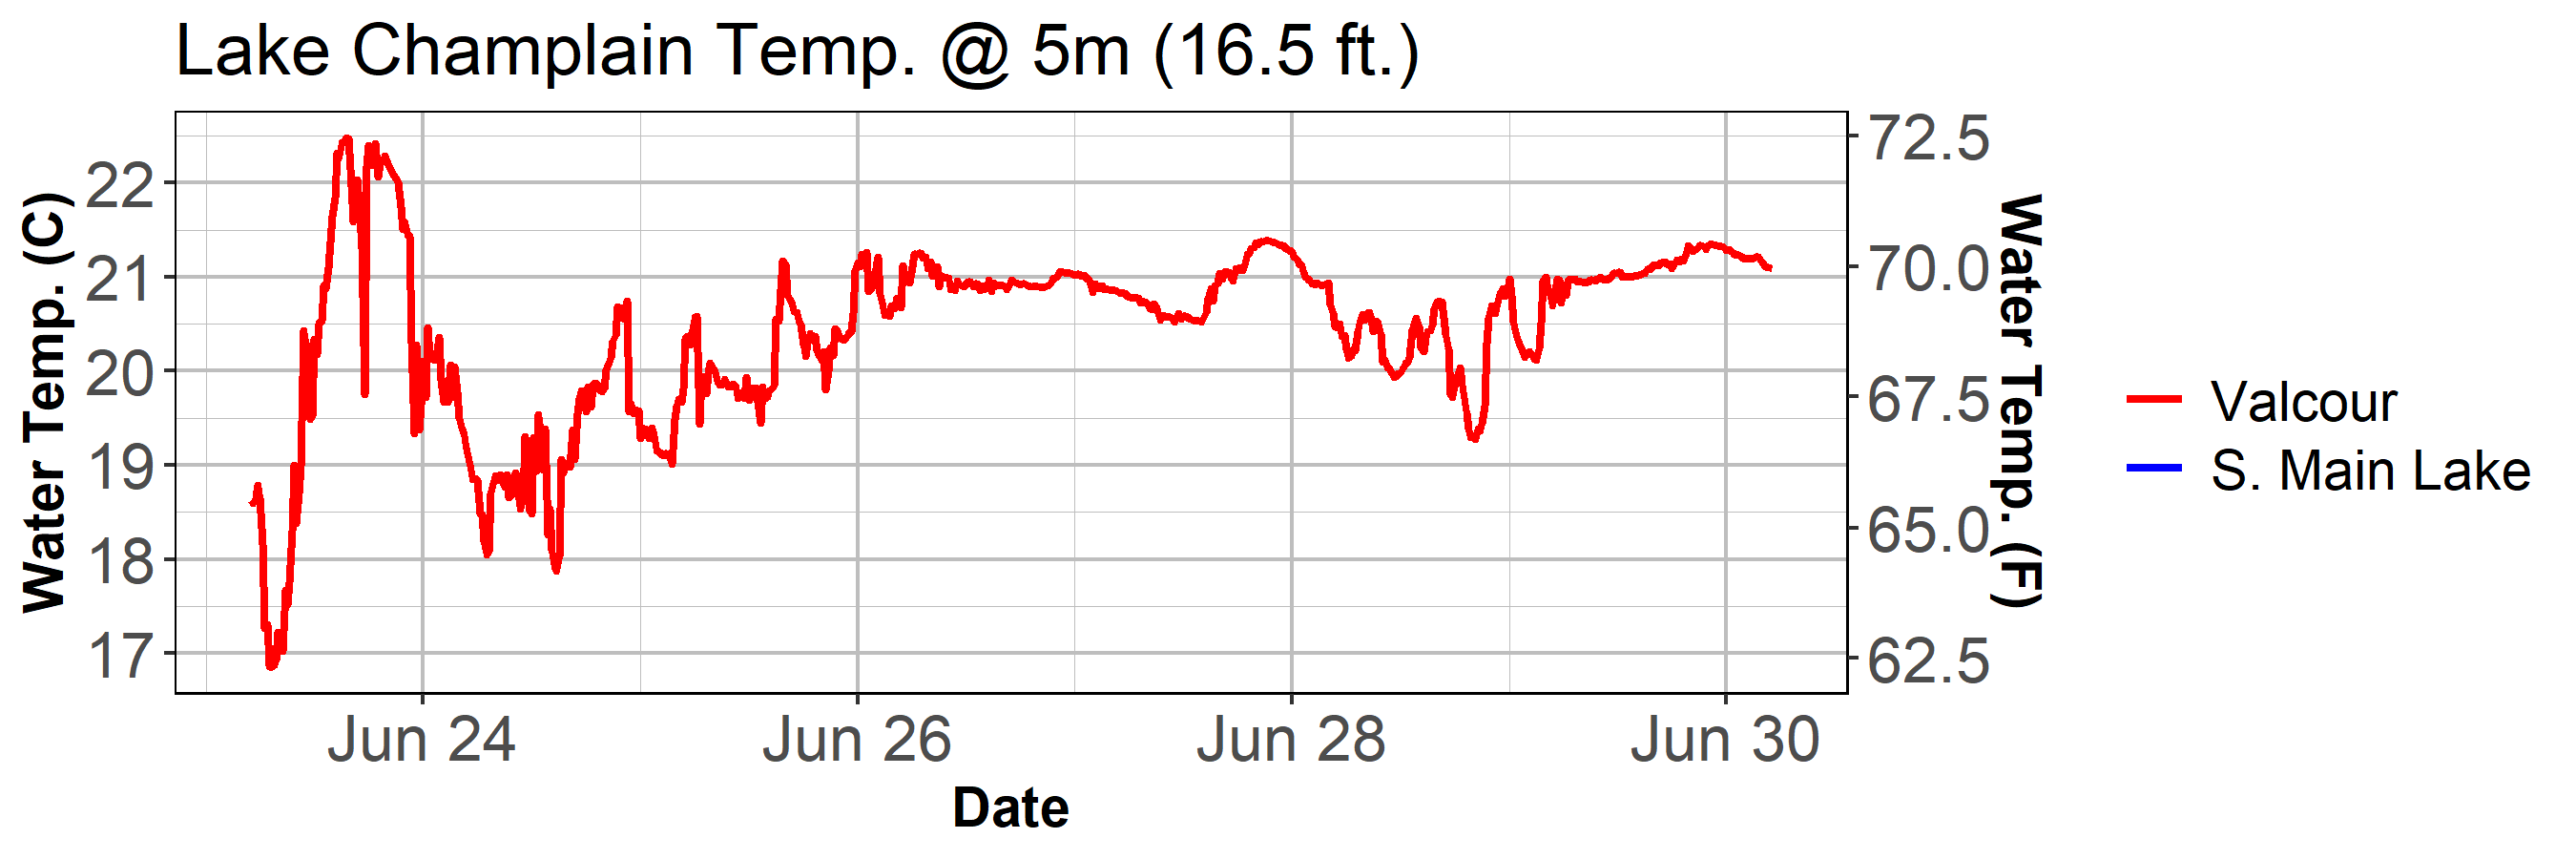 Lake Champlain Temp. @ 5m (16.5 ft.)
Water Temp. (C)
22
21
20
19
18
17
72.5
70.0
67.5
65.0
62.5
Water Temp. (F)
Jun 24
Jun 26
Jun 28
Jun 30
Date
Valcour
S. Main Lake